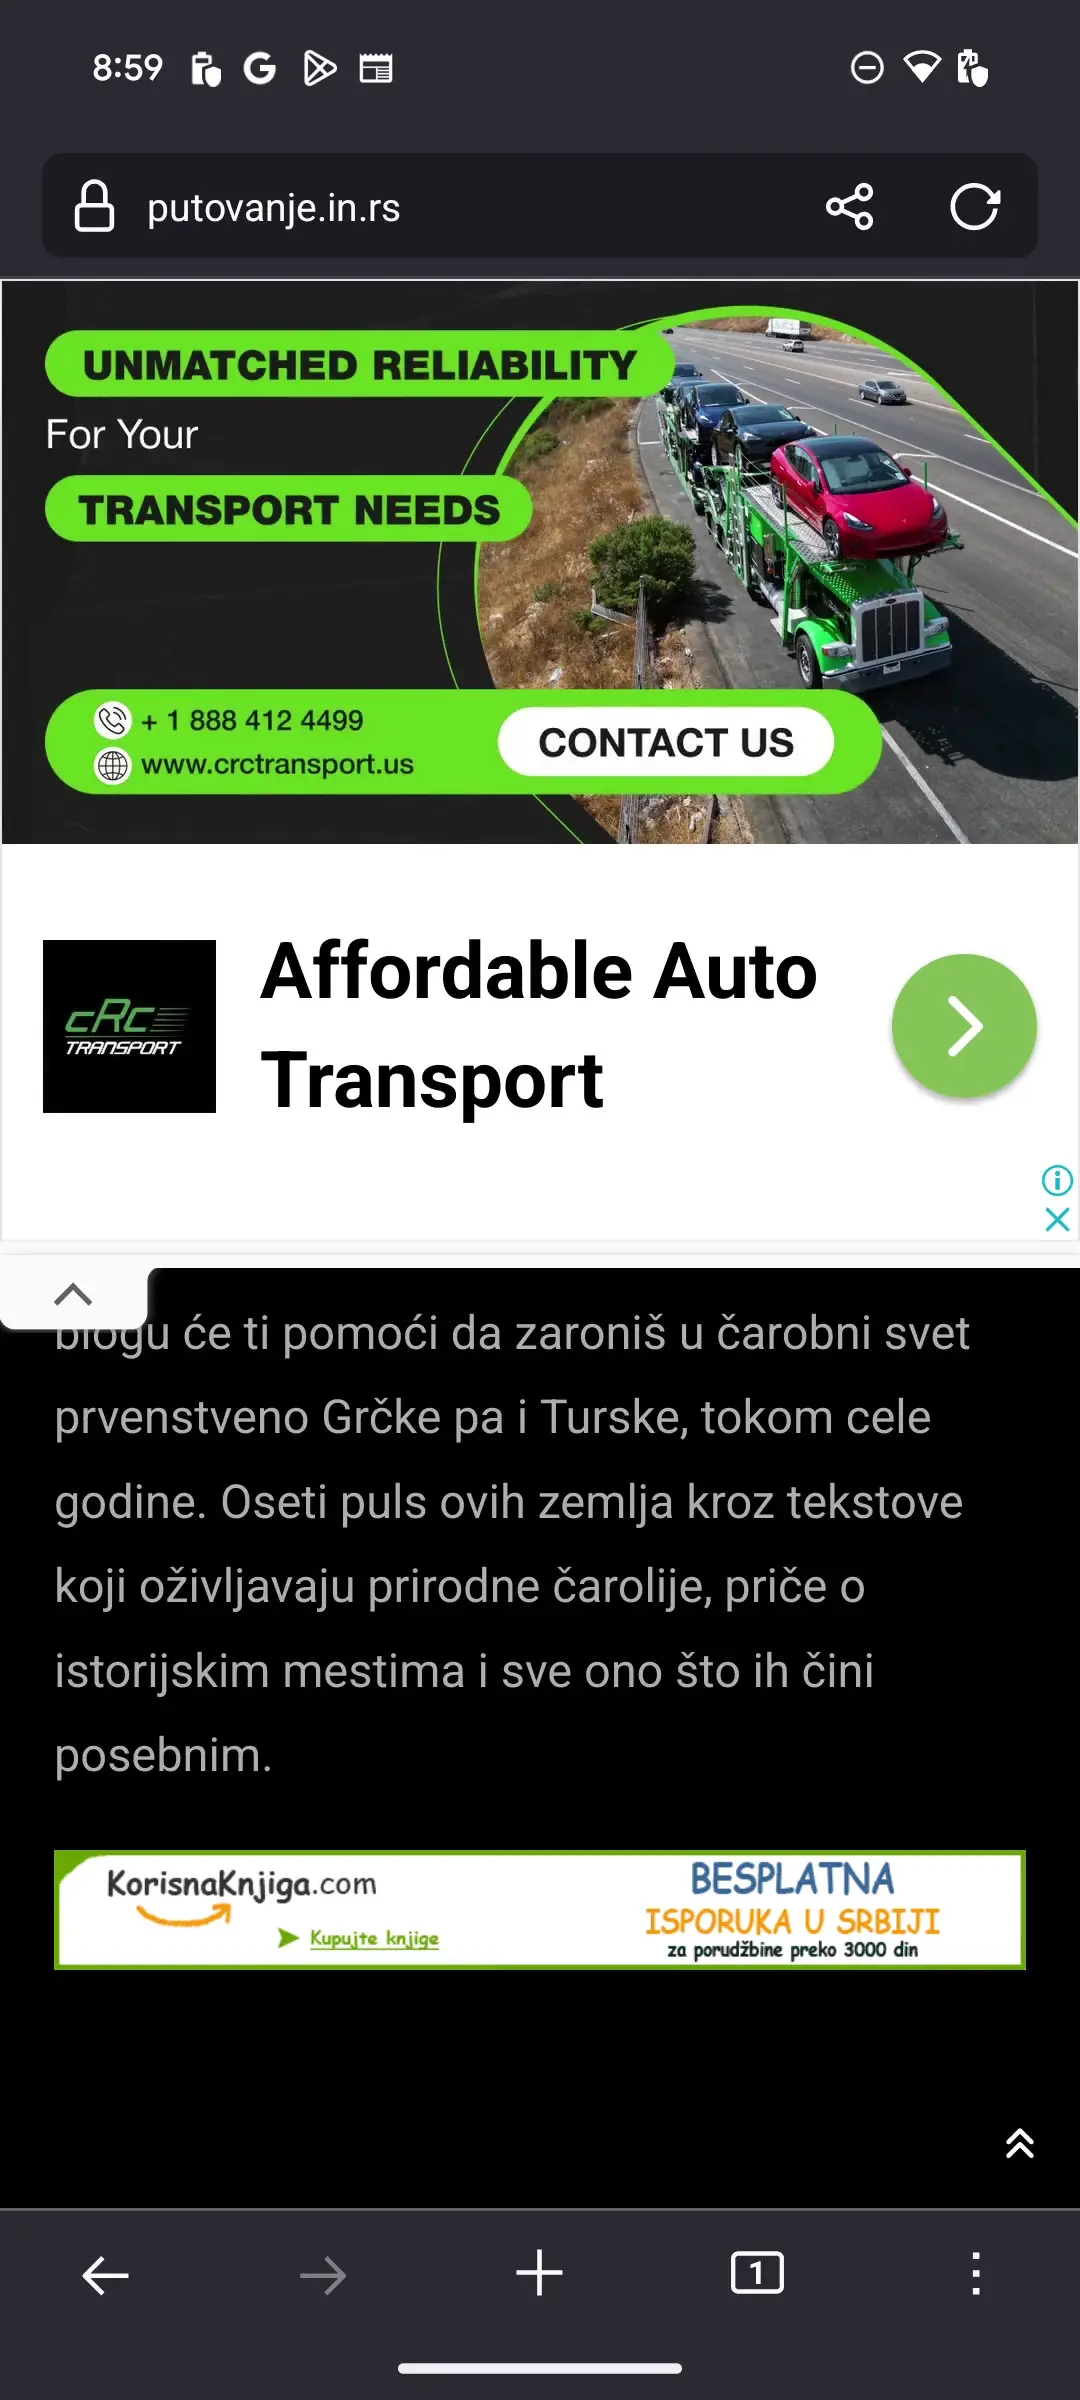 8:59
putovanje.in.rs
UNMATCHED RELIABILITY
For Your
TRANSPORT NEEDS
+ 1 888 412 4499
www.crctransport.us
CONTACT US
CRC
TRANSPORT
Affordable Auto
Transport
blogu će ti pomoći da zaroniš u čarobni svet
prvenstveno Grčke pa i Turske, tokom cele
godine. Oseti puls ovih zemlja kroz tekstove
koji oživljavaju prirodne čarolije, priče o
istorijskim mestima i sve ono što ih čini
posebnim.
KorisnaKnjiga.com
Kupujte knjige
BESPLATNA
ISPORUKA U SRBIJI
za porudžbine preko 3000 din
1